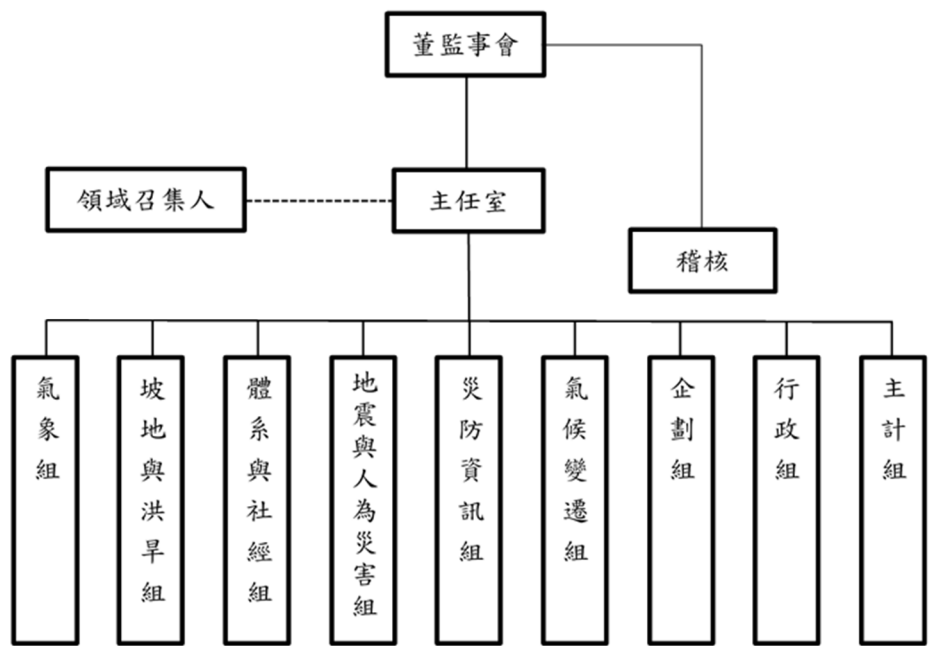 董監事會
領域召集人
主任室
稽核
氣象組
坡地與洪旱組
體系與社經組
地震與人為災害組
災防資訊組
氣候變遷組
企劃組
行政組
主計組